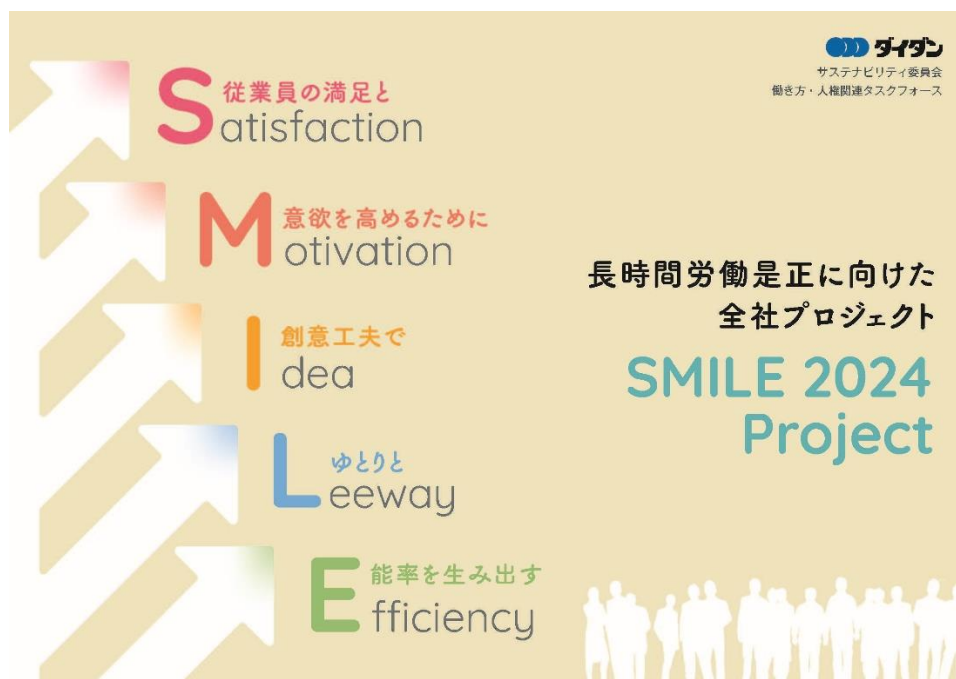 ダイダン
サステナビリティ委員会
働き方・人権関連タスクフォース
従業員の満足と
Satisfaction
意欲を高めるために
Motivation
創意工夫で
Idea
ゆとりと
Leeway
能率を生み出す
Efficiency
長時間労働是正に向けた
全社プロジェクト
SMILE 2024
Project